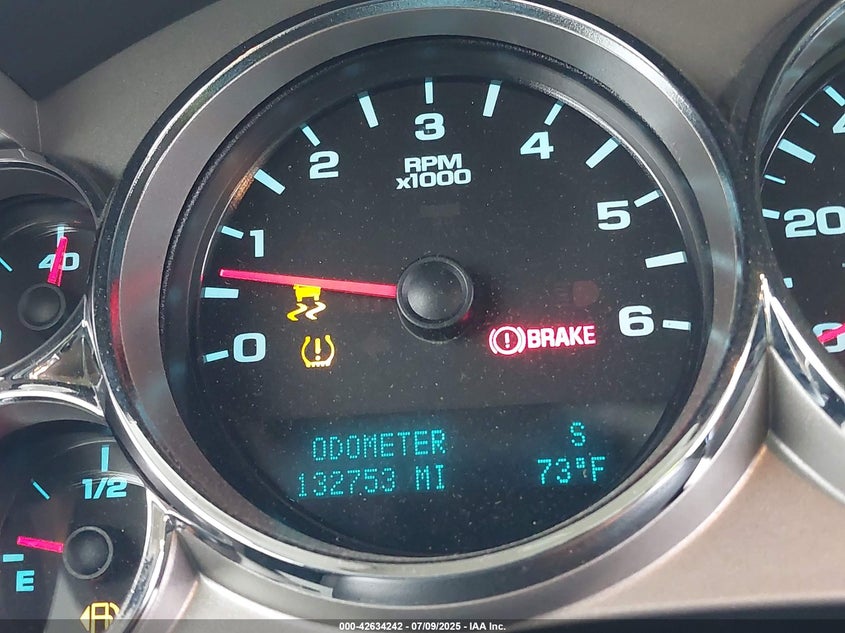 3
2
4
RPM
x1000
5
1
20
40
0
6
BRAKE
ODOMETER
S
132753 MI
73°F
1/2
E
000-42634242 - 07/09/2025 - IAA Inc.